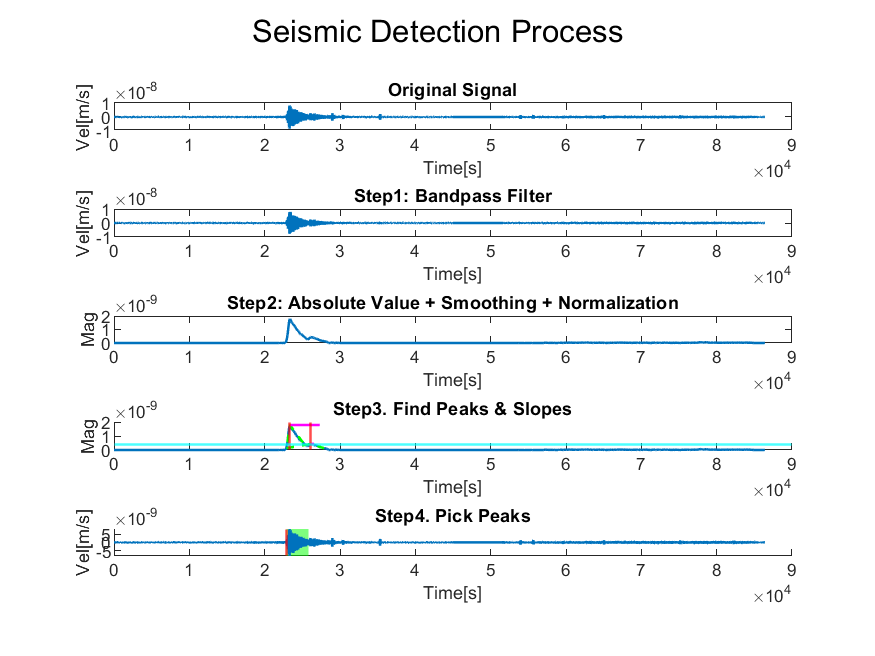 Seismic Detection Process
Original Signal
×10^-8
Vel[m/s]
1
0
-1
0 1 2 3 4 5 6 7 8 9
Time[s]
×10^4
Step1: Bandpass Filter
×10^-8
Vel[m/s]
1
0
-1
0 1 2 3 4 5 6 7 8 9
Time[s]
×10^4
Step2: Absolute Value + Smoothing + Normalization
×10^-9
Mag
2
1
0
0 1 2 3 4 5 6 7 8 9
Time[s]
×10^4
Step3. Find Peaks & Slopes
×10^-9
Mag
2
1
0
0 1 2 3 4 5 6 7 8 9
Time[s]
×10^4
Step4. Pick Peaks
×10^-9
Vel[m/s]
5
0
-5
0 1 2 3 4 5 6 7 8 9
Time[s]
×10^4